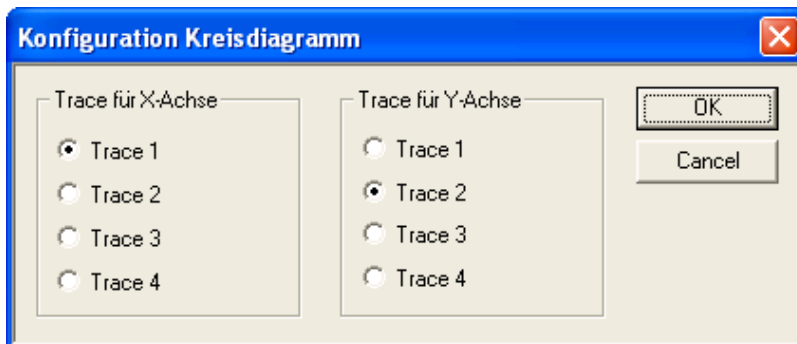 Konfiguration Kreisdiagramm
Trace für X-Achse
Trace 1
Trace 2
Trace 3
Trace 4
Trace für Y-Achse
Trace 1
Trace 2
Trace 3
Trace 4
OK
Cancel